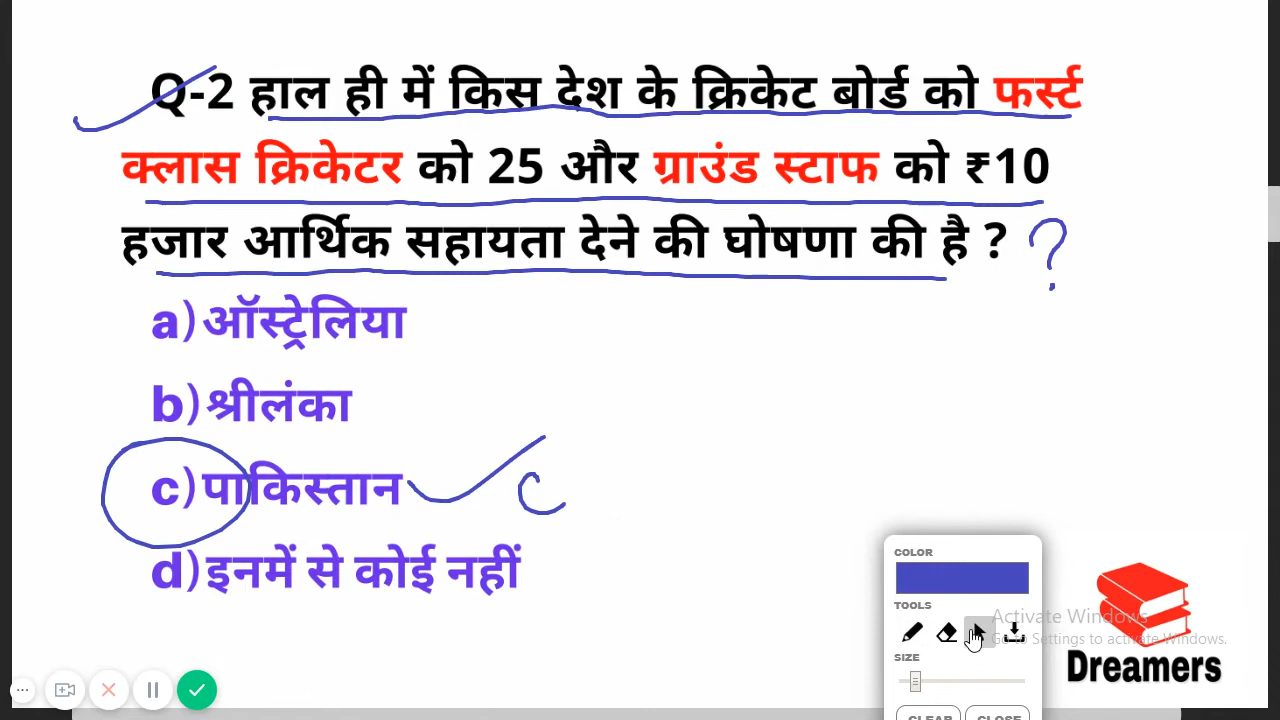 Q-2 हाल ही में किस देश के क्रिकेट बोर्ड को फर्स्ट
क्लास क्रिकेटर को 25 और ग्राउंड स्टाफ को ₹10
हजार आर्थिक सहायता देने की घोषणा की है ? ?
a) ऑस्ट्रेलिया
b) श्रीलंका
c) पाकिस्तान C
d) इनमें से कोई नहीं
COLOR
TOOLS
SIZE
CLEAR CLOSE
Activate Windows
Go to Settings to activate Windows.
Dreamers